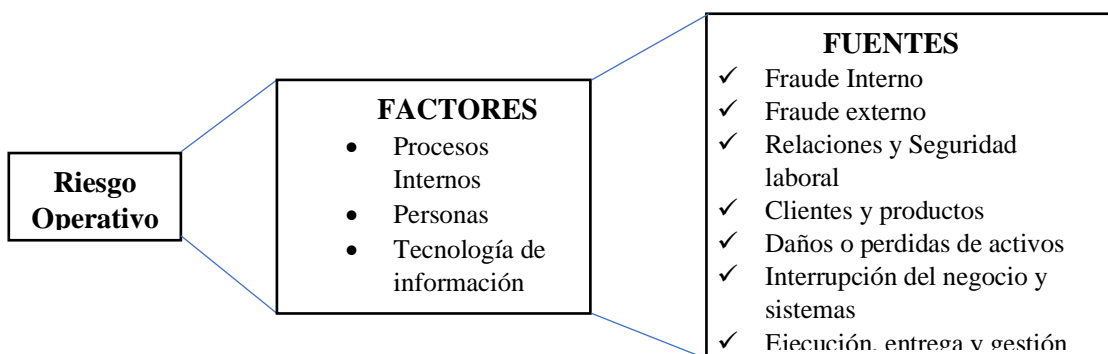 Riesgo
Operativo
FACTORES
• Procesos
Internos
• Personas
• Tecnología de
información
FUENTES
✓ Fraude Interno
✓ Fraude externo
✓ Relaciones y Seguridad
laboral
✓ Clientes y productos
✓ Daños o perdidas de activos
✓ Interrupción del negocio y
sistemas
✓ Ejecución, entrega y gestión